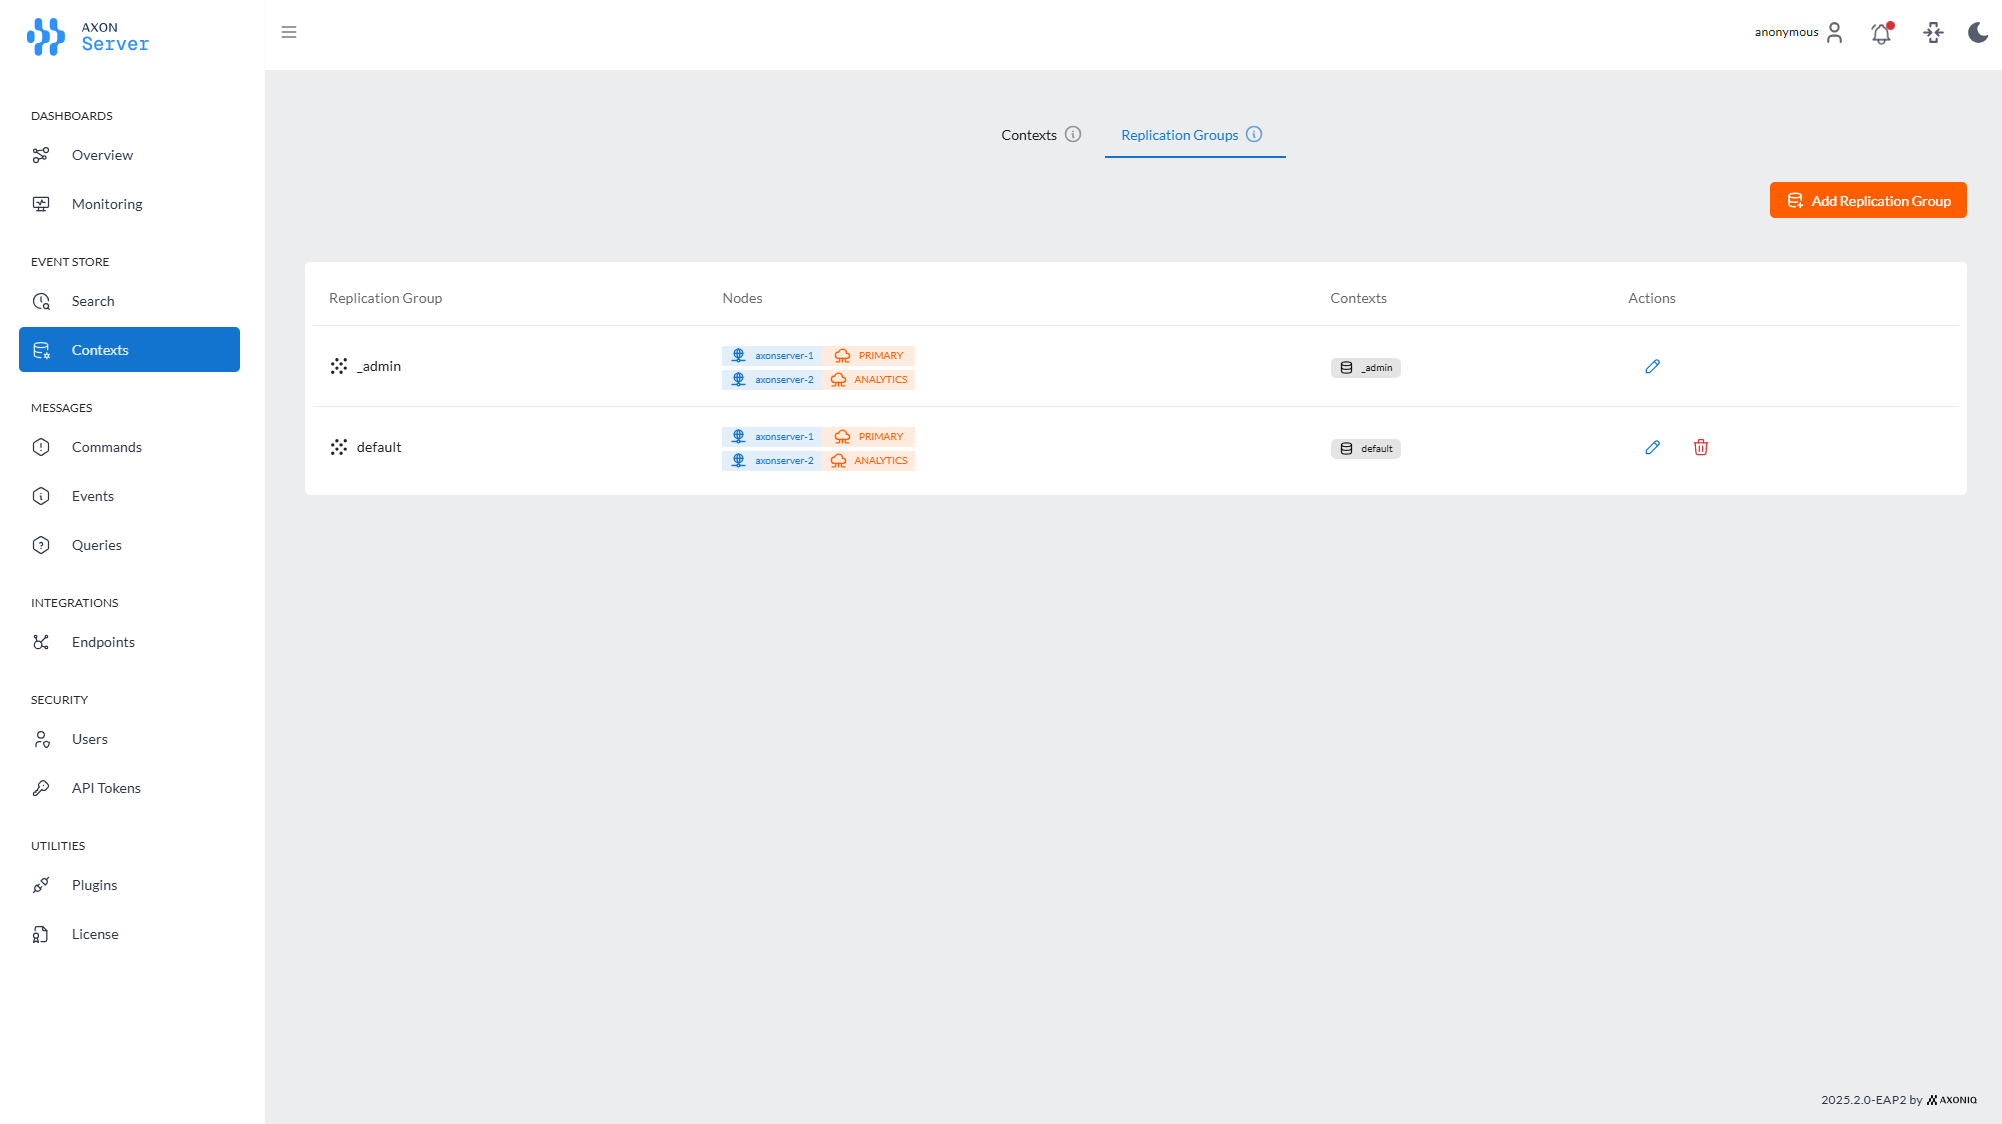 AXON
Server
anonymous
DASHBOARDS
Overview
Monitoring
EVENT STORE
Search
Contexts
MESSAGES
Commands
Events
Queries
INTEGRATIONS
Endpoints
SECURITY
Users
API Tokens
UTILITIES
Plugins
License
Contexts Replication Groups
Add Replication Group
Replication Group Nodes Contexts Actions
_admin axonserver-1 PRIMARY _admin
axonserver-2 ANALYTICS
default axonserver-1 PRIMARY default
axonserver-2 ANALYTICS
2025.2.0-EAP2 by AXONIQ